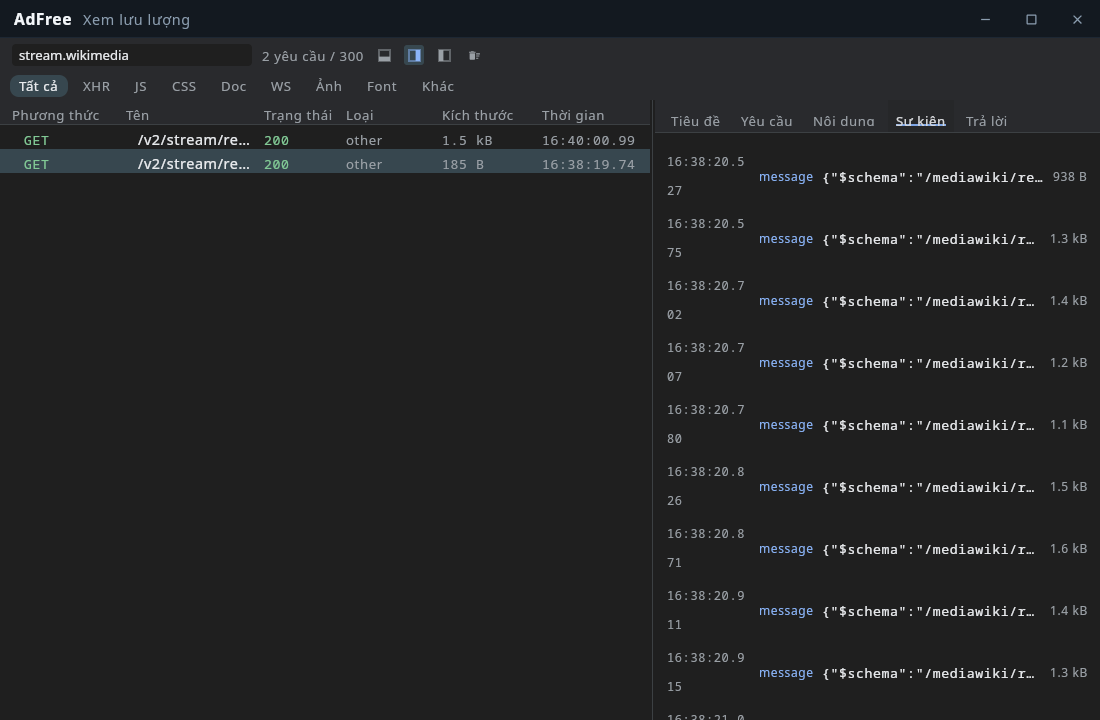 AdFree Xem lưu lượng
stream.wikimedia 2 yêu cầu / 300
Tất cả XHR JS CSS Doc WS Ảnh Font Khác
Phương thức Tên Trạng thái Loại Kích thước Thời gian
GET /v2/stream/re… 200 other 1.5 kB 16:40:00.99
GET /v2/stream/re… 200 other 185 B 16:38:19.74
Tiêu đề Yêu cầu Nội dung Sự kiện Trả lời
16:38:20.5
27 message {"$schema":"/mediawiki/re… 938 B
16:38:20.5
75 message {"$schema":"/mediawiki/r… 1.3 kB
16:38:20.7
02 message {"$schema":"/mediawiki/r… 1.4 kB
16:38:20.7
07 message {"$schema":"/mediawiki/r… 1.2 kB
16:38:20.7
80 message {"$schema":"/mediawiki/r… 1.1 kB
16:38:20.8
26 message {"$schema":"/mediawiki/r… 1.5 kB
16:38:20.8
71 message {"$schema":"/mediawiki/r… 1.6 kB
16:38:20.9
11 message {"$schema":"/mediawiki/r… 1.4 kB
16:38:20.9
15 message {"$schema":"/mediawiki/r… 1.3 kB
16:38:21.0